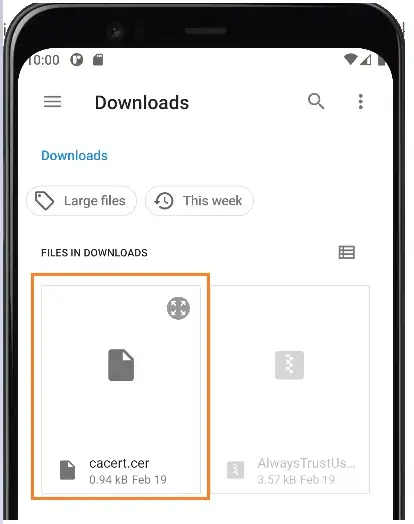 10:00
Downloads
Downloads
Large files
This week
FILES IN DOWNLOADS
cacert.cer
0.94 kB Feb 19
AlwaysTrustUs...
3.57 kB Feb 19